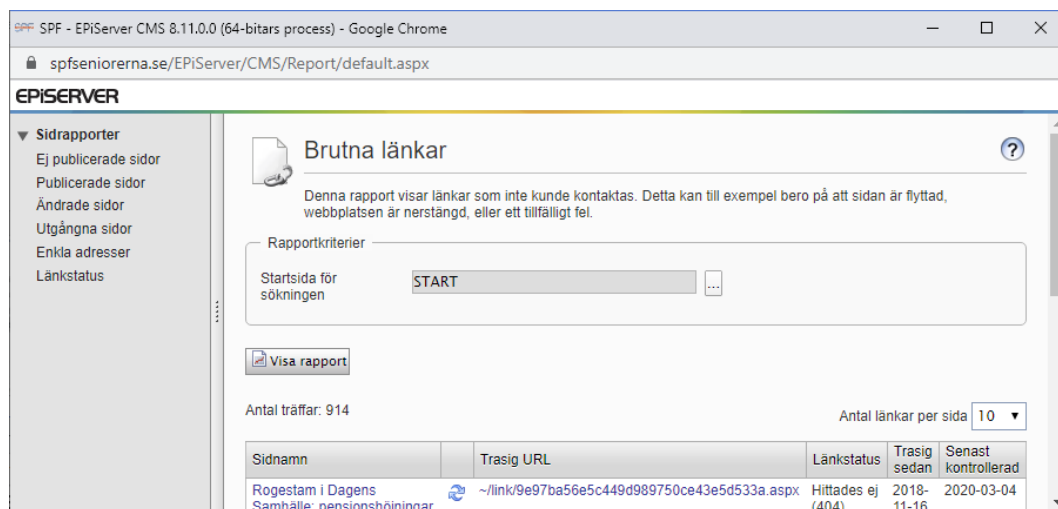 SPF SPF - EPiServer CMS 8.11.0.0 (64-bitars process) - Google Chrome
spfseniorerna.se/EPiServer/CMS/Report/default.aspx
EPiSERVER
Sidrapporter
Ej publicerade sidor
Publicerade sidor
Ändrade sidor
Utgångna sidor
Enkla adresser
Länkstatus
Brutna länkar
?
Denna rapport visar länkar som inte kunde kontaktas. Detta kan till exempel bero på att sidan är flyttad,
webbplatsen är nerstängd, eller ett tillfälligt fel.
Rapportkriterier
Startsida för
sökningen
START
...
Visa rapport
Antal träffar: 914
Antal länkar per sida 10
Sidnamn
Trasig URL
Länkstatus
Trasig
sedan
Senast
kontrollerad
Rogestam i Dagens
Samhälle: pensionshöjningar
~/link/9e97ba56e5c449d989750ce43e5d533a.aspx
Hittades ej
(404)
2018-
11-16
2020-03-04